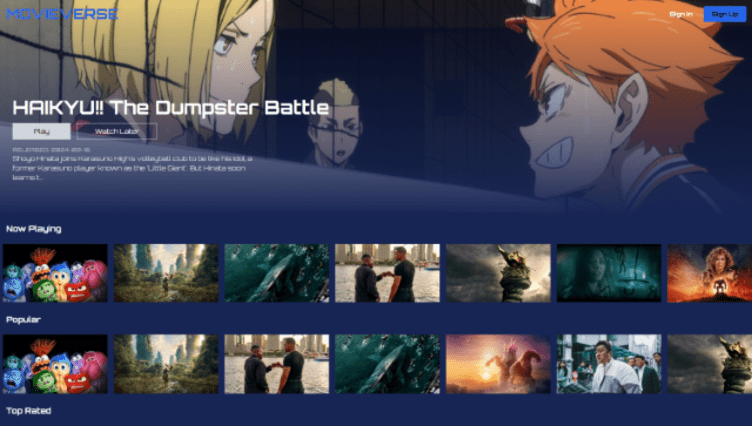 MOVIEVERSE
Sign In
Sign Up
HAIKYU!! The Dumpster Battle
Play
Watch Later
RELEASED: 2024-02-16
Shoyo Hinata joins Karasuno High's volleyball club to be like his idol, a
former Karasuno player known as the 'Little Giant'. But Hinata soon
learns t...
Now Playing
Popular
Top Rated